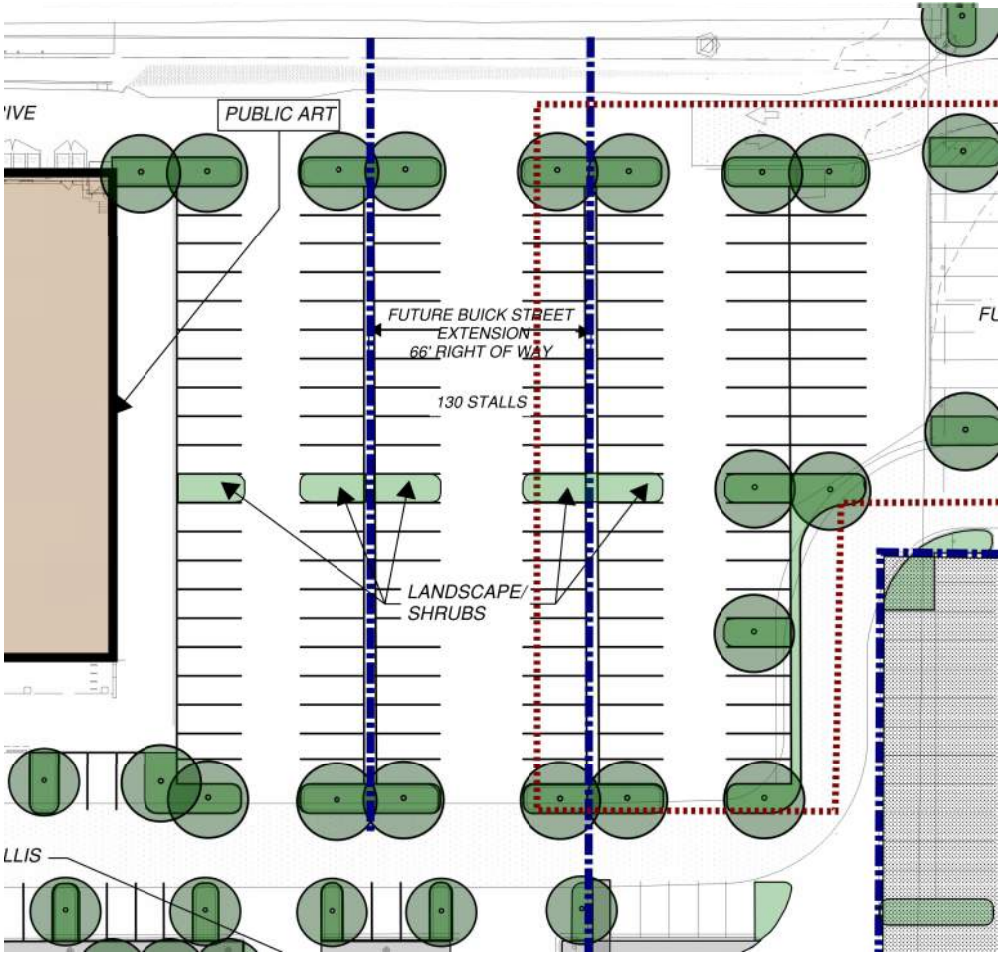 IVE
PUBLIC ART
FUTURE BUICK STREET
EXTENSION
66' RIGHT OF WAY
FU
130 STALLS
LANDSCAPE/
SHRUBS
LLIS